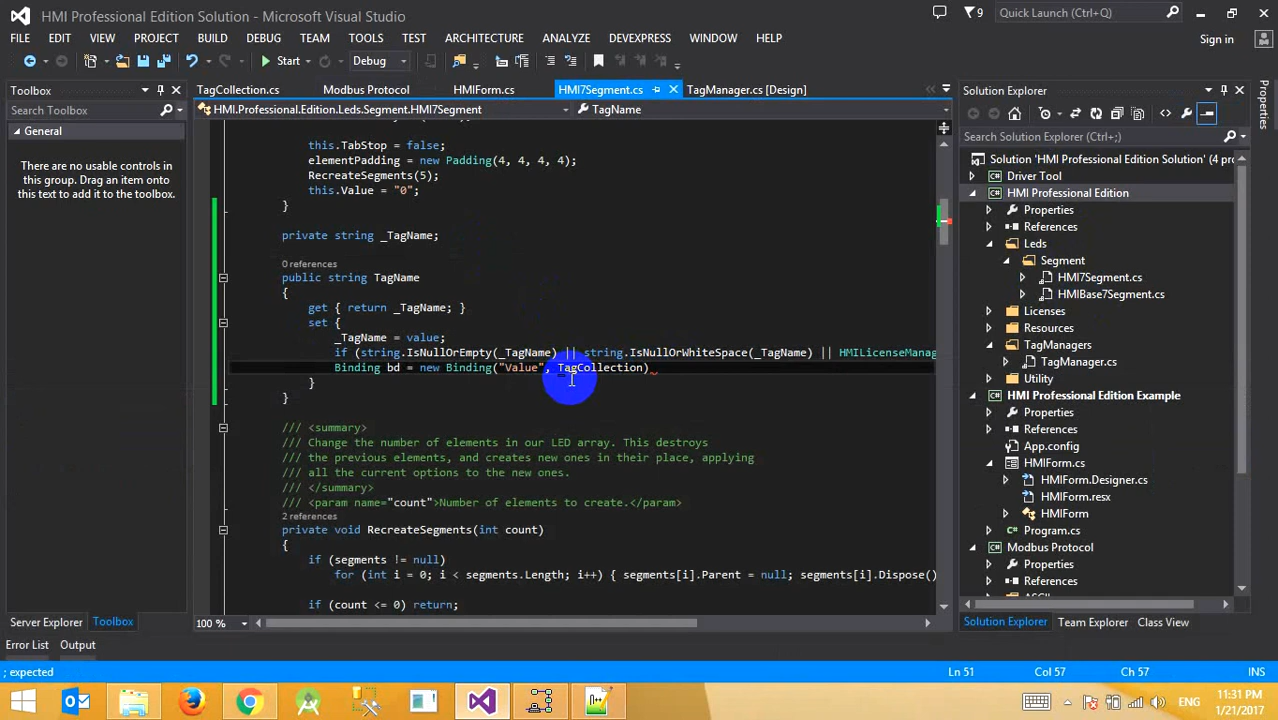 HMI Professional Edition Solution - Microsoft Visual Studio
9
Quick Launch (Ctrl+Q)
FILE EDIT VIEW PROJECT BUILD DEBUG TEAM TOOLS TEST ARCHITECTURE ANALYZE DEVEXPRESS WINDOW HELP
Sign in
Start Debug
Toolbox
Search Toolbox
General
There are no usable controls in
this group. Drag an item onto
this text to add it to the toolbox.
TagCollection.cs Modbus Protocol HMIForm.cs HMI7Segment.cs TagManager.cs [Design]
HMI.Professional.Edition.Leds.Segment.HMI7Segment TagName
this.TabStop = false;
elementPadding = new Padding(4, 4, 4, 4);
RecreateSegments(5);
this.Value = "0";
}
private string _TagName;
0 references
public string TagName
{
get { return _TagName; }
set {
_TagName = value;
if (string.IsNullOrEmpty(_TagName) || string.IsNullOrWhiteSpace(_TagName) || HMILicenseManag
Binding bd = new Binding("Value", TagCollection)
}
}
/// <summary>
/// Change the number of elements in our LED array. This destroys
/// the previous elements, and creates new ones in their place, applying
/// all the current options to the new ones.
/// </summary>
/// <param name="count">Number of elements to create.</param>
2 references
private void RecreateSegments(int count)
{
if (segments != null)
for (int i = 0; i < segments.Length; i++) { segments[i].Parent = null; segments[i].Dispose()
if (count <= 0) return;
100 %
Solution Explorer
Search Solution Explorer (Ctrl+;)
Solution 'HMI Professional Edition Solution' (4 pro
Driver Tool
HMI Professional Edition
Properties
References
Leds
Segment
HMI7Segment.cs
HMIBase7Segment.cs
Licenses
Resources
TagManagers
TagManager.cs
Utility
HMI Professional Edition Example
Properties
References
App.config
HMIForm.cs
HMIForm.Designer.cs
HMIForm.resx
HMIForm
Program.cs
Modbus Protocol
Properties
References
Properties
Server Explorer Toolbox
Solution Explorer Team Explorer Class View
Error List Output
; expected Ln 51 Col 57 Ch 57 INS
ENG
11:31 PM
1/21/2017